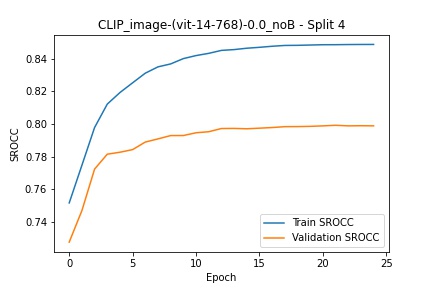 CLIP_image-(vit-14-768)-0.0_noB - Split 4
SROCC
0.84
0.82
0.80
0.78
0.76
0.74
0 5 10 15 20 25
Epoch
Train SROCC
Validation SROCC